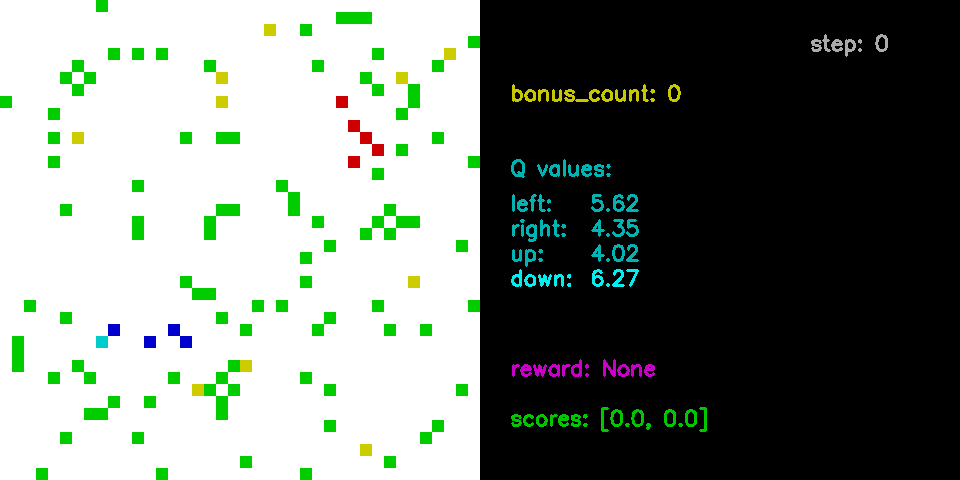 step: 0
bonus_count: 0
Q values:
left: 5.62
right: 4.35
up: 4.02
down: 6.27
reward: None
scores: [0.0, 0.0]